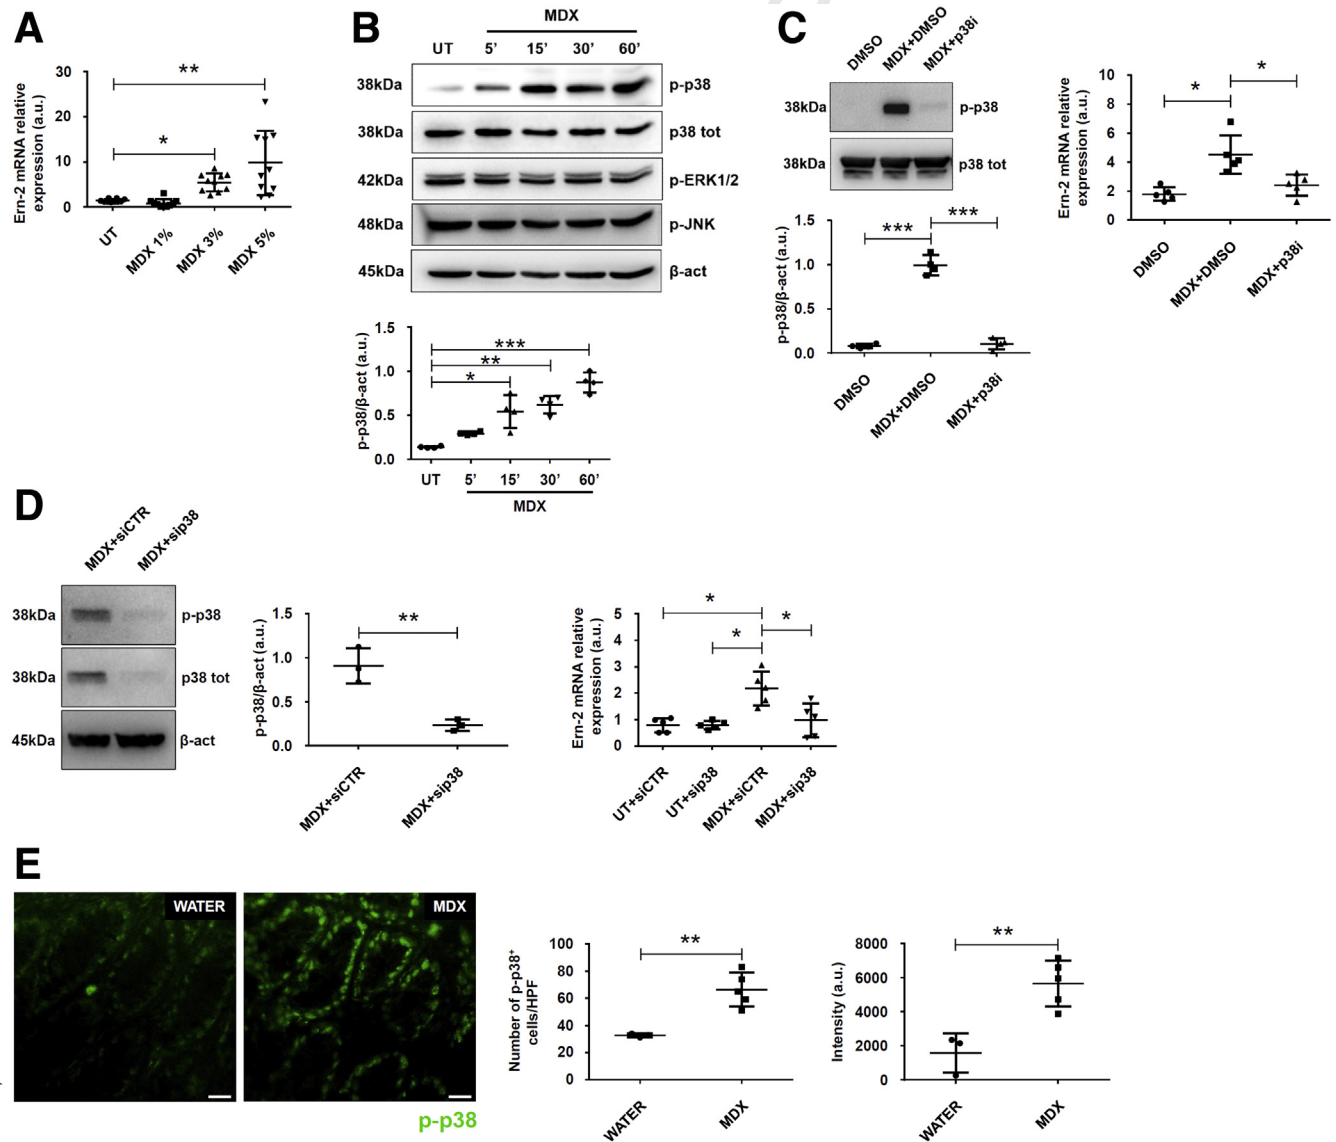 A
Ern-2 mRNA relative
expression (a.u.)
30
20
10
0
**
*
UT
MDX 1%
MDX 3%
MDX 5%
B
MDX
UT 5’ 15’ 30’ 60’
38kDa p-p38
38kDa p38 tot
42kDa p-ERK1/2
48kDa p-JNK
45kDa β-act
p-p38/β-act (a.u.)
1.5
1.0
0.5
0.0
***
**
*
UT 5’ 15’ 30’ 60’
MDX
C
DMSO
MDX+DMSO
MDX+p38i
38kDa p-p38
38kDa p38 tot
p-p38/β-act (a.u.)
1.5
1.0
0.5
0.0
***
***
DMSO
MDX+DMSO
MDX+p38i
Ern-2 mRNA relative
expression (a.u.)
10
8
6
4
2
0
*
*
DMSO
MDX+DMSO
MDX+p38i
D
MDX+siCTR
MDX+sip38
38kDa p-p38
38kDa p38 tot
45kDa β-act
p-p38/β-act (a.u.)
1.5
1.0
0.5
0.0
**
MDX+siCTR
MDX+sip38
Ern-2 mRNA relative
expression (a.u.)
5
4
3
2
1
0
*
*
*
UT+siCTR
UT+sip38
MDX+siCTR
MDX+sip38
E
WATER
MDX
p-p38
Number of p-p38⁺
cells/HPF
100
80
60
40
20
0
**
WATER
MDX
Intensity (a.u.)
8000
6000
4000
2000
0
**
WATER
MDX